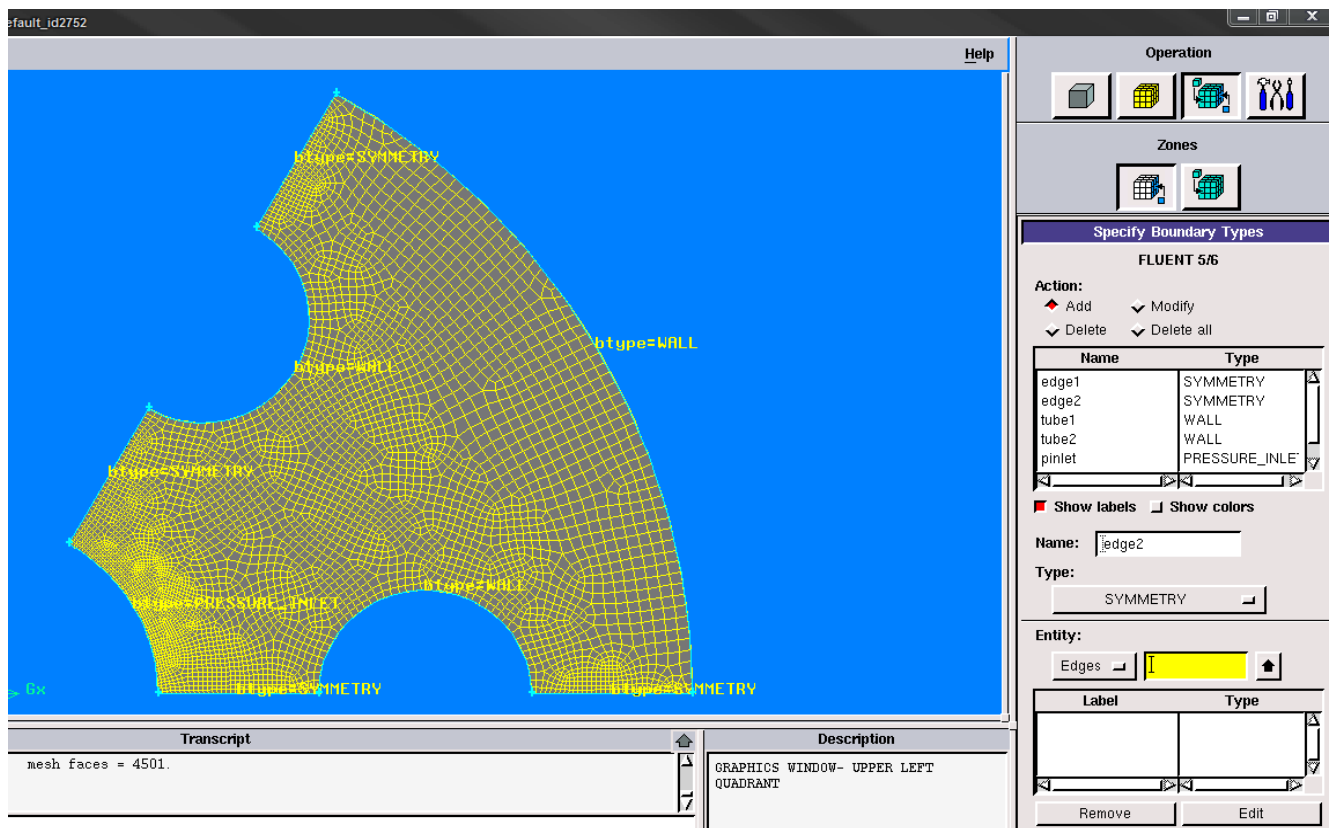 efault_id2752
Help
Operation
Zones
Specify Boundary Types
FLUENT 5/6
Action:
Add Modify
Delete Delete all
Name Type
edge1 SYMMETRY
edge2 SYMMETRY
tube1 WALL
tube2 WALL
pinlet PRESSURE_INLE
Show labels Show colors
Name: edge2
Type:
SYMMETRY
Entity:
Edges
Label Type
Remove Edit
btype=SYMMETRY
btype=WALL
btype=WALL
btype=SYMMETRY
btype=WALL
btype=PRESSURE_INLET
Gx
btype=SYMMETRY
btype=SYMMETRY
Transcript
mesh faces = 4501.
Description
GRAPHICS WINDOW- UPPER LEFT
QUADRANT